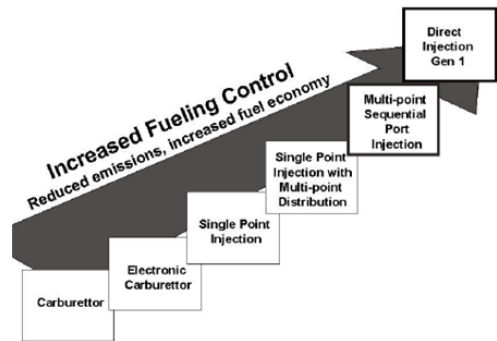 Direct
Injection
Gen 1
Increased Fueling Control
Reduced emissions, increased fuel economy
Multi-point
Sequential
Port
Injection
Single Point
Injection with
Multi-point
Distribution
Single Point
Injection
Electronic
Carburettor
Carburettor